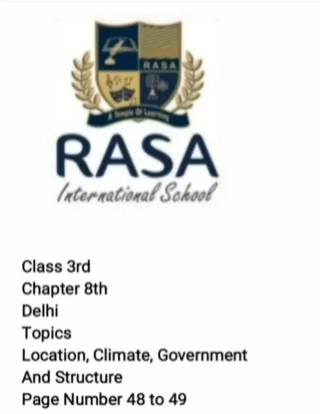 RASA
A Temple Of Learning
RASA
International School
Class 3rd
Chapter 8th
Delhi
Topics
Location, Climate, Government
And Structure
Page Number 48 to 49